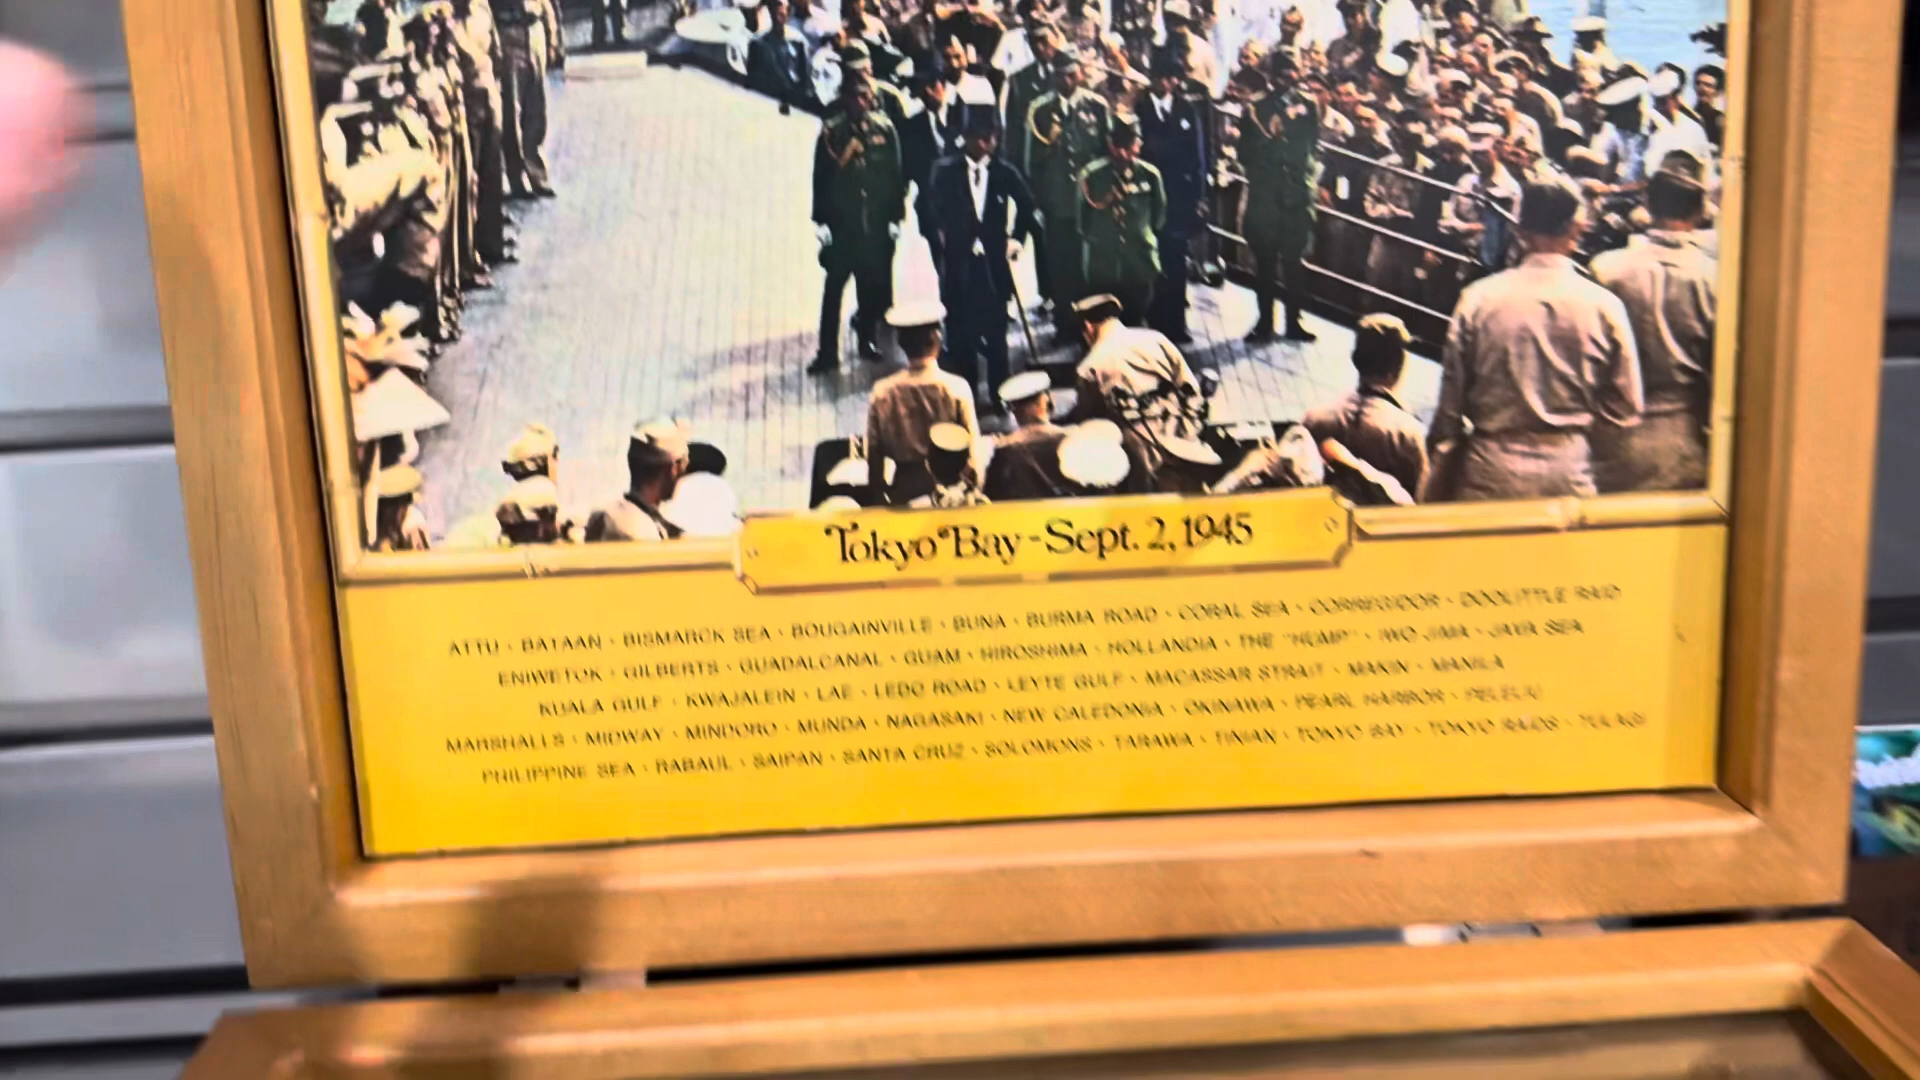 Tokyo Bay - Sept. 2, 1945
ATTU · BATAAN · BISMARCK SEA · BOUGAINVILLE · BUNA · BURMA ROAD · CORAL SEA · CORREGIDOR · DOOLITTLE RAID
ENIWETOK · GILBERTS · GUADALCANAL · GUAM · HIROSHIMA · HOLLANDIA · THE "HUMP" · IWO JIMA · JAVA SEA
KUALA GULF · KWAJALEIN · LAE · LEDO ROAD · LEYTE GULF · MACASSAR STRAIT · MAKIN · MANILA
MARSHALLS · MIDWAY · MINDORO · MUNDA · NAGASAKI · NEW CALEDONIA · OKINAWA · PEARL HARBOR · PELELIU
PHILIPPINE SEA · RABAUL · SAIPAN · SANTA CRUZ · SOLOMONS · TARAWA · TINIAN · TOKYO BAY · TOKYO RAIDS · TULAGI